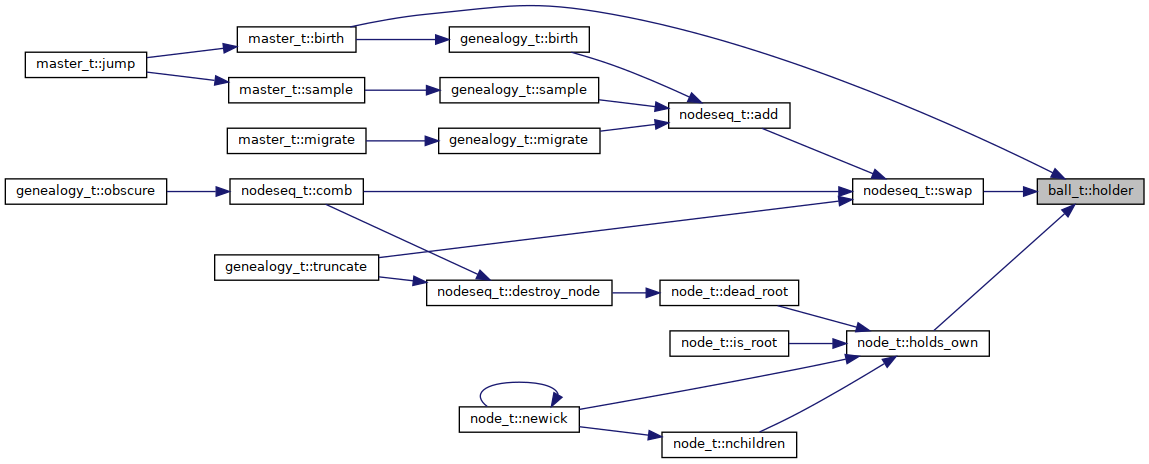 master_t::birth
genealogy_t::birth
master_t::jump
master_t::sample
genealogy_t::sample
nodeseq_t::add
master_t::migrate
genealogy_t::migrate
genealogy_t::obscure
nodeseq_t::comb
nodeseq_t::swap
ball_t::holder
genealogy_t::truncate
nodeseq_t::destroy_node
node_t::dead_root
node_t::is_root
node_t::holds_own
node_t::newick
node_t::nchildren